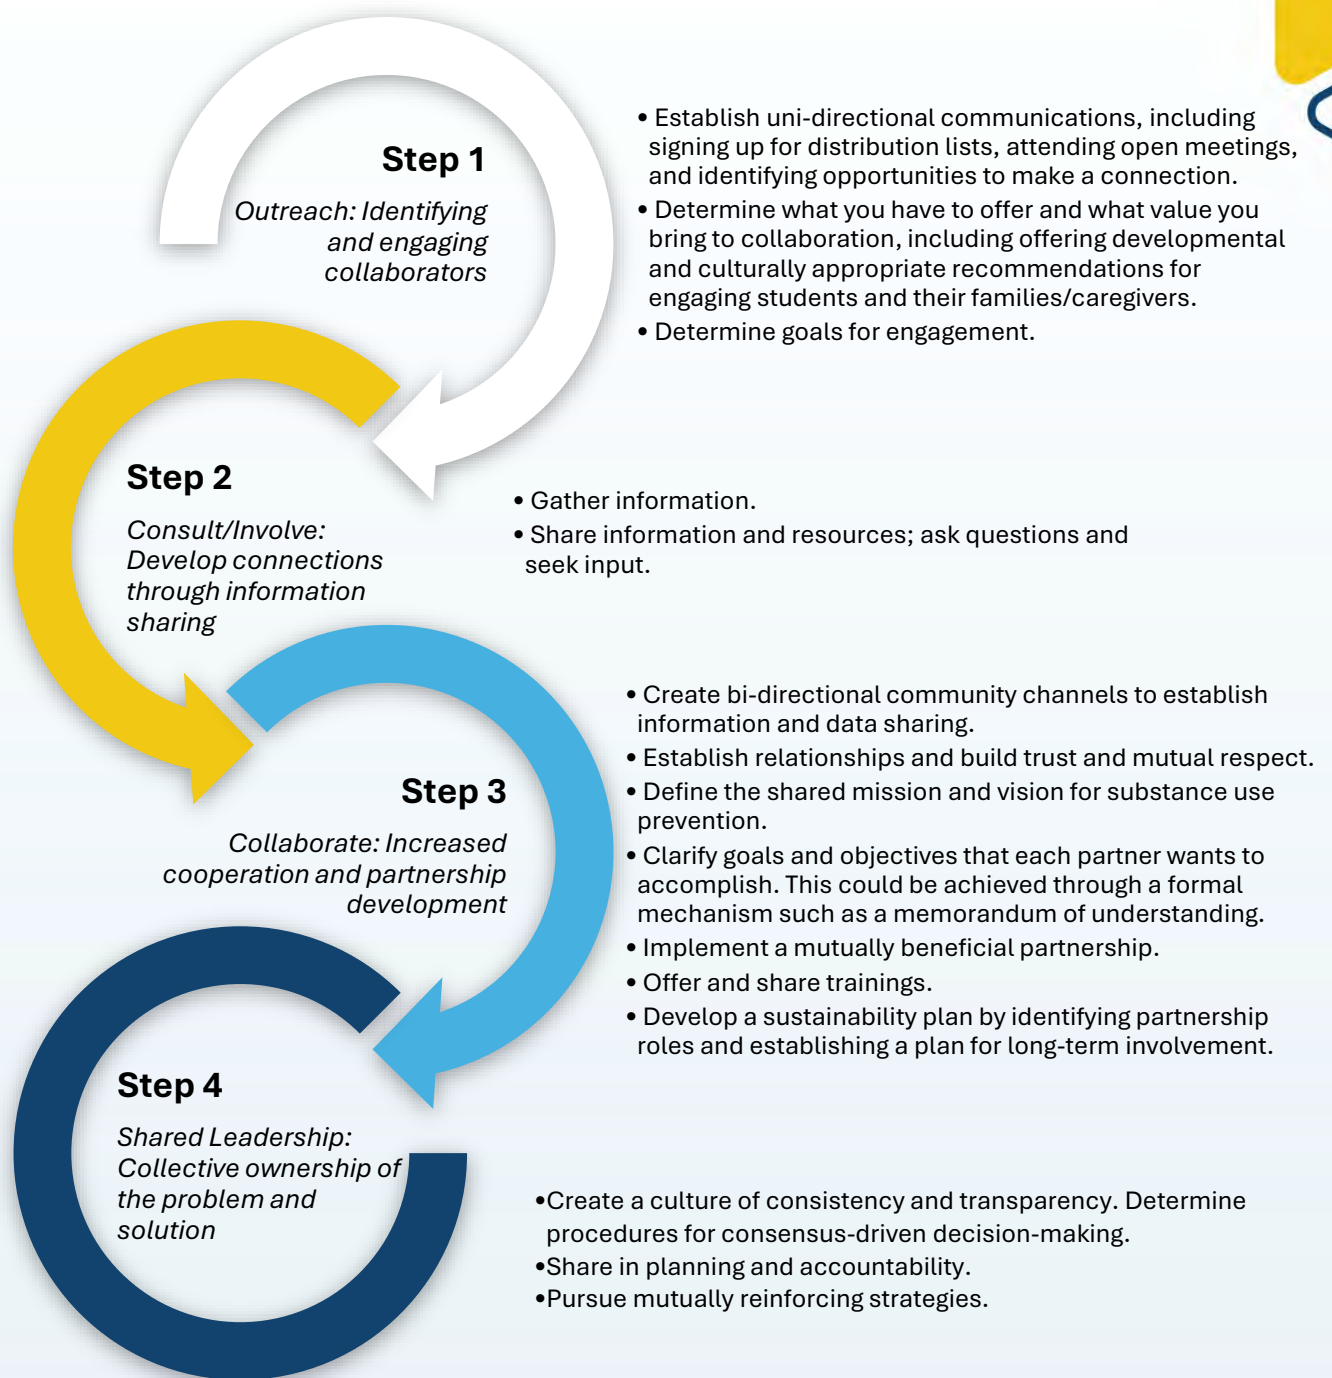 Step 1
Outreach: Identifying
and engaging
collaborators
• Establish uni-directional communications, including
signing up for distribution lists, attending open meetings,
and identifying opportunities to make a connection.
• Determine what you have to offer and what value you
bring to collaboration, including offering developmental
and culturally appropriate recommendations for
engaging students and their families/caregivers.
• Determine goals for engagement.
Step 2
Consult/Involve:
Develop connections
through information
sharing
• Gather information.
• Share information and resources; ask questions and
seek input.
Step 3
Collaborate: Increased
cooperation and partnership
development
• Create bi-directional community channels to establish
information and data sharing.
• Establish relationships and build trust and mutual respect.
• Define the shared mission and vision for substance use
prevention.
• Clarify goals and objectives that each partner wants to
accomplish. This could be achieved through a formal
mechanism such as a memorandum of understanding.
• Implement a mutually beneficial partnership.
• Offer and share trainings.
• Develop a sustainability plan by identifying partnership
roles and establishing a plan for long-term involvement.
Step 4
Shared Leadership:
Collective ownership of
the problem and
solution
•Create a culture of consistency and transparency. Determine
procedures for consensus-driven decision-making.
•Share in planning and accountability.
•Pursue mutually reinforcing strategies.